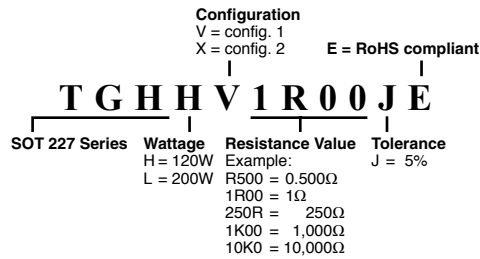 Configuration
V = config. 1
X = config. 2
E = RoHS compliant
T G H H V 1 R 0 0 J E
SOT 227 Series
Wattage
H = 120W
L = 200W
Resistance Value
Example:
R500 = 0.500Ω
1R00 = 1Ω
250R = 250Ω
1K00 = 1,000Ω
10K0 = 10,000Ω
Tolerance
J = 5%